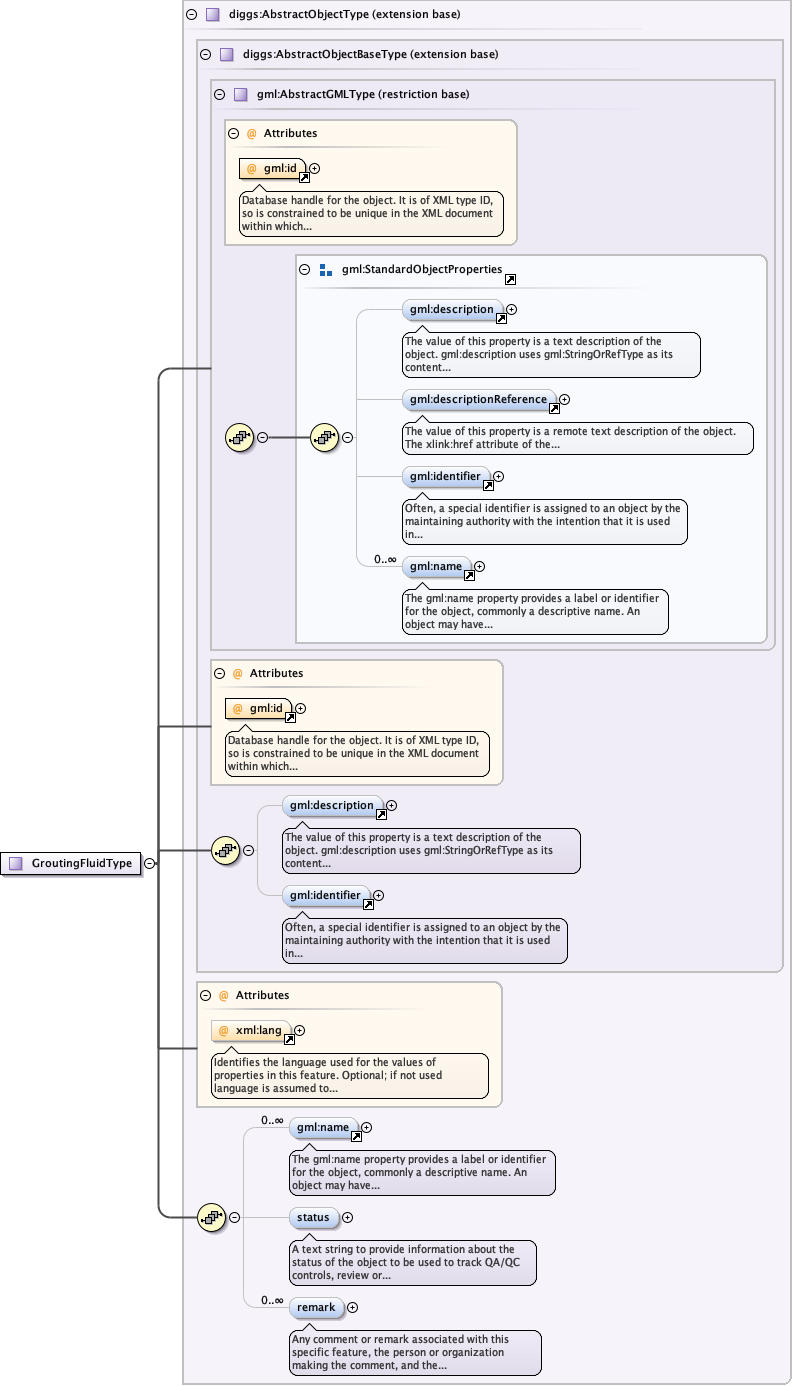 diggs:AbstractObjectType (extension base)
diggs:AbstractObjectBaseType (extension base)
gml:AbstractGMLType (restriction base)
@ Attributes
@ gml:id
Database handle for the object. It is of XML type ID,
so is constrained to be unique in the XML document
within which...
gml:StandardObjectProperties
gml:description
The value of this property is a text description of the
object. gml:description uses gml:StringOrRefType as its
content...
gml:descriptionReference
The value of this property is a remote text description of the object.
The xlink:href attribute of the...
gml:identifier
Often, a special identifier is assigned to an object by the
maintaining authority with the intention that it is used
in...
0..∞
gml:name
The gml:name property provides a label or identifier
for the object, commonly a descriptive name. An
object may have...
@ Attributes
@ gml:id
Database handle for the object. It is of XML type ID,
so is constrained to be unique in the XML document
within which...
gml:description
The value of this property is a text description of the
object. gml:description uses gml:StringOrRefType as its
content...
GroutingFluidType
gml:identifier
Often, a special identifier is assigned to an object by the
maintaining authority with the intention that it is used
in...
@ Attributes
@ xml:lang
Identifies the language used for the values of
properties in this feature. Optional; if not used
language is assumed to...
0..∞
gml:name
The gml:name property provides a label or identifier
for the object, commonly a descriptive name. An
object may have...
status
A text string to provide information about the
status of the object to be used to track QA/QC
controls, review or...
0..∞
remark
Any comment or remark associated with this
specific feature, the person or organization
making the comment, and the...